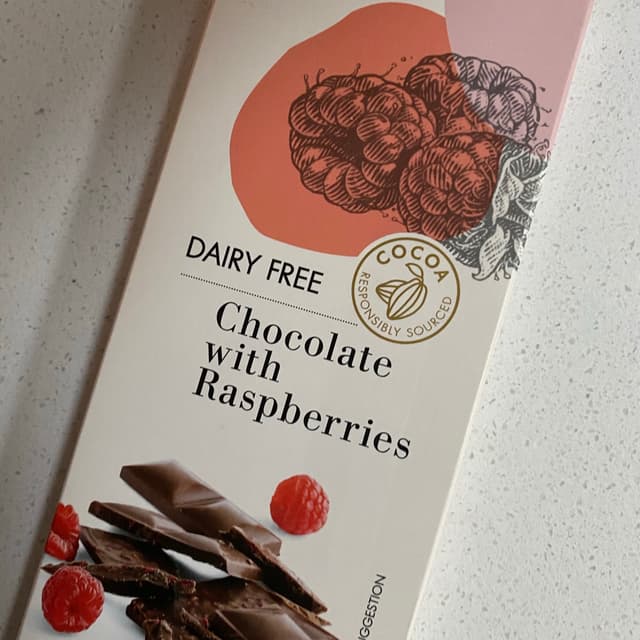 DAIRY FREE
COCOA
RESPONSIBLY SOURCED
Chocolate
with
Raspberries